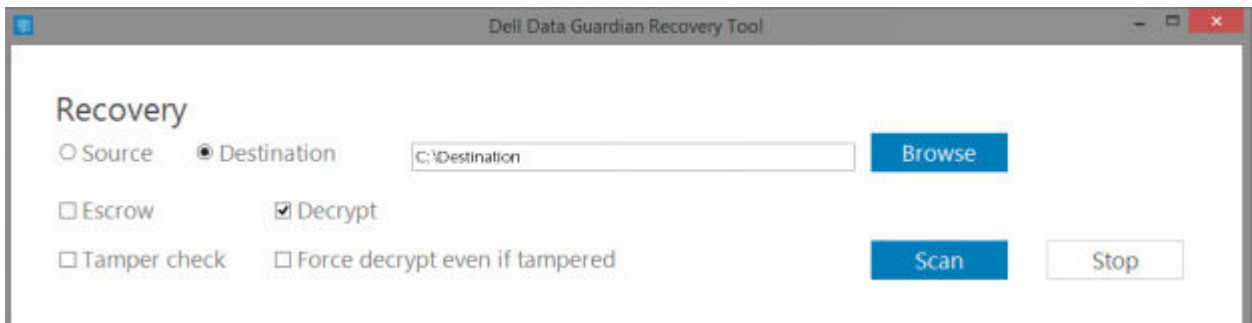 Dell Data Guardian Recovery Tool
Recovery
Source Destination C:\Destination Browse
Escrow Decrypt
Tamper check Force decrypt even if tampered Scan Stop